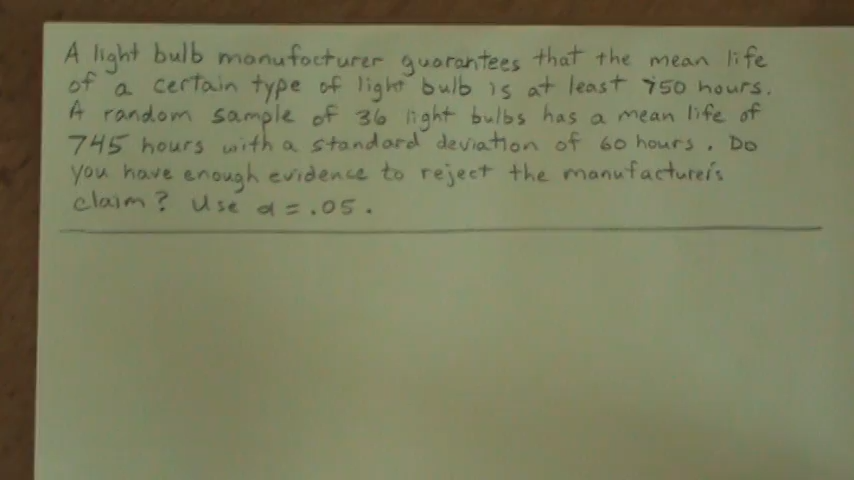 A light bulb manufacturer guarantees that the mean life
of a certain type of light bulb is at least 750 hours.
A random sample of 36 light bulbs has a mean life of
745 hours with a standard deviation of 60 hours. Do
you have enough evidence to reject the manufacturer's
claim? Use α = .05.